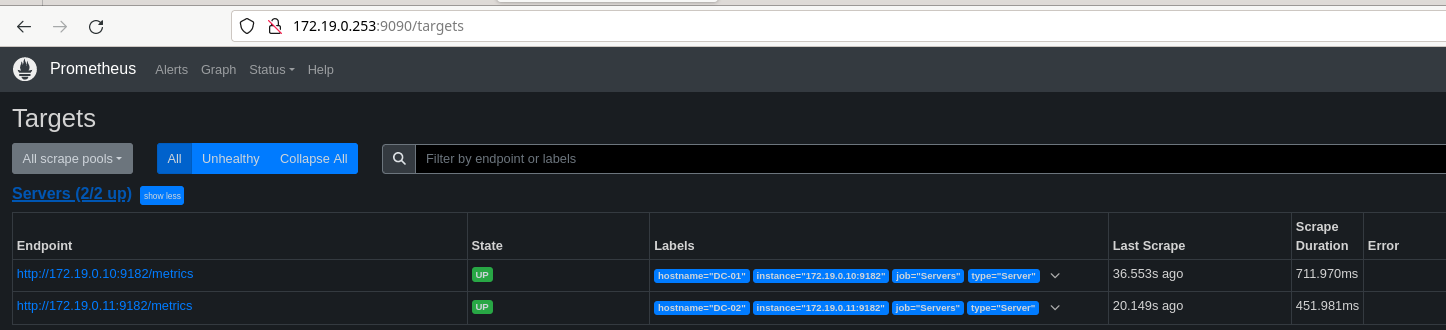 172.19.0.253:9090/targets
Prometheus Alerts Graph Status Help
Targets
All scrape pools All Unhealthy Collapse All Filter by endpoint or labels
Servers (2/2 up) show less
Endpoint State Labels Last Scrape Scrape Duration Error
http://172.19.0.10:9182/metrics UP hostname="DC-01" instance="172.19.0.10:9182" job="Servers" type="Server" 36.553s ago 711.970ms
http://172.19.0.11:9182/metrics UP hostname="DC-02" instance="172.19.0.11:9182" job="Servers" type="Server" 20.149s ago 451.981ms